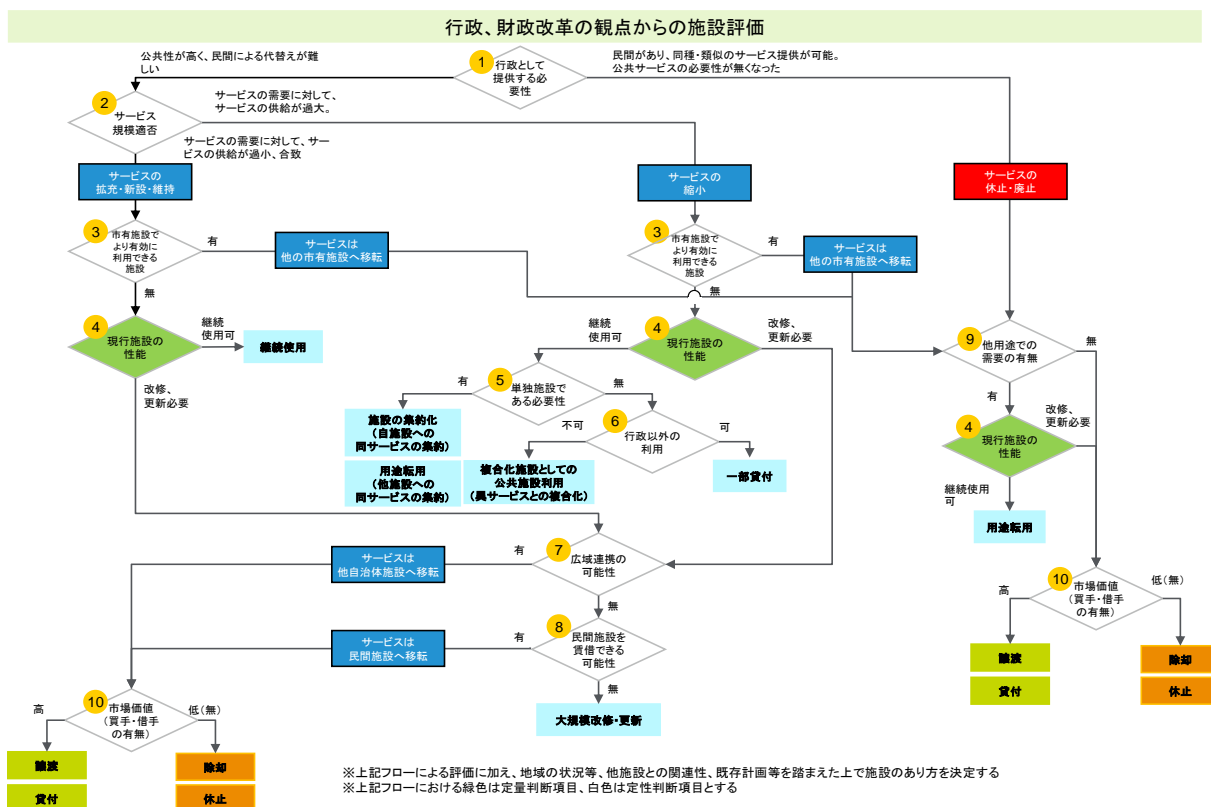 行政、財政改革の観点からの施設評価
公共性が高く、民間による代替えが難
しい
1
行政として
提供する必
要性
民間があり、同種・類似のサービス提供が可能。
公共サービスの必要性が無くなった
2
サービス
規模適否
サービスの需要に対して、
サービスの供給が過大。
サービスの需要に対して、サー
ビスの供給が過小、合致
サービスの
拡充・新設・維持
サービスの
縮小
サービスの
休止・廃止
3
市有施設で
より有効に
利用できる
施設
有
サービスは
他の市有施設へ移転
無
3
市有施設で
より有効に
利用できる
施設
有
サービスは
他の市有施設へ移転
無
4
現行施設の
性能
継続
使用可
継続使用
改修、
更新必要
継続
使用可
4
現行施設の
性能
改修、
更新必要
9
他用途での
需要の有無
無
有
5
単独施設で
ある必要性
有
無
施設の集約化
(自施設への
同サービスの集約)
用途転用
(他施設への
同サービスの集約)
不可
6
行政以外の
利用
可
複合化施設としての
公共施設利用
(異サービスとの複合化)
一部貸付
4
現行施設の
性能
改修、
更新必要
継続使用
可
用途転用
7
広域連携の
可能性
有
サービスは
他自治体施設へ移転
無
8
民間施設を
賃借できる
可能性
有
サービスは
民間施設へ移転
無
大規模改修・更新
10
市場価値
(買手・借手
の有無)
高
低(無)
譲渡
貸付
除却
休止
10
市場価値
(買手・借手
の有無)
高
低(無)
譲渡
貸付
除却
休止
※上記フローによる評価に加え、地域の状況等、他施設との関連性、既存計画等を踏まえた上で施設のあり方を決定する
※上記フローにおける緑色は定量判断項目、白色は定性判断項目とする